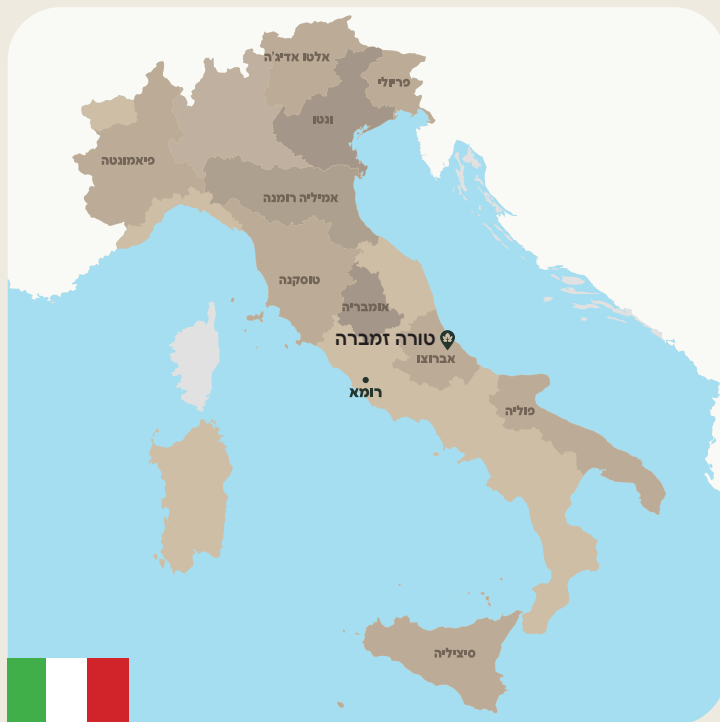 אלטו אדיג'ה
פריולי
ונטו
פיאמונטה
אמיליה רומנה
טוסקנה
אומבריה
טורה זמברה
אברוצו
רומא
פוליה
סיציליה